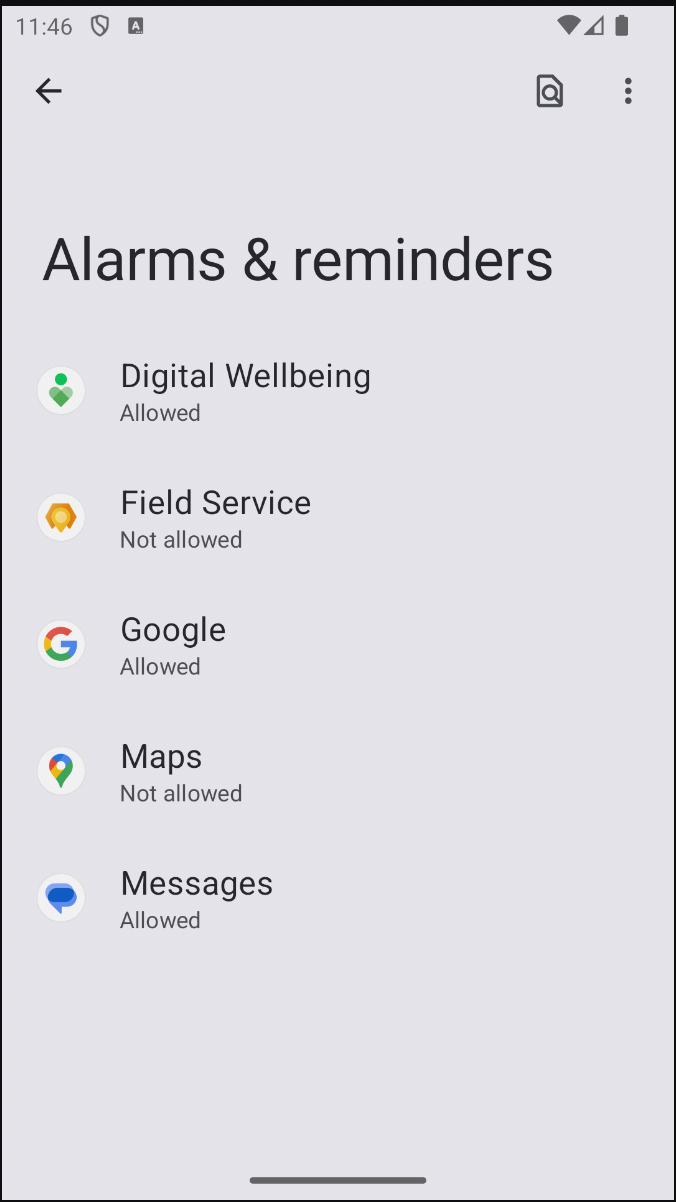 11:46
Alarms & reminders
Digital Wellbeing
Allowed
Field Service
Not allowed
Google
Allowed
Maps
Not allowed
Messages
Allowed